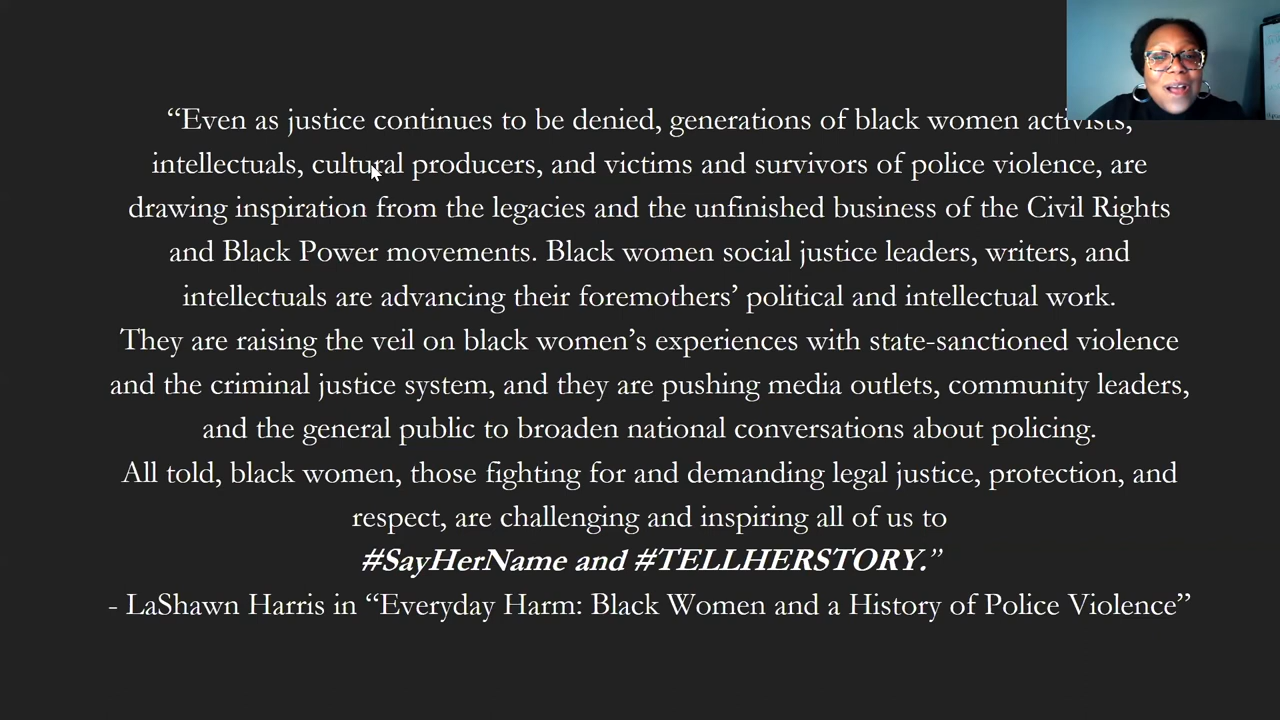 “Even as justice continues to be denied, generations of black women activists,
intellectuals, cultural producers, and victims and survivors of police violence, are
drawing inspiration from the legacies and the unfinished business of the Civil Rights
and Black Power movements. Black women social justice leaders, writers, and
intellectuals are advancing their foremothers’ political and intellectual work.
They are raising the veil on black women’s experiences with state-sanctioned violence
and the criminal justice system, and they are pushing media outlets, community leaders,
and the general public to broaden national conversations about policing.
All told, black women, those fighting for and demanding legal justice, protection, and
respect, are challenging and inspiring all of us to
#SayHerName and #TELLHERSTORY.”
- LaShawn Harris in “Everyday Harm: Black Women and a History of Police Violence”